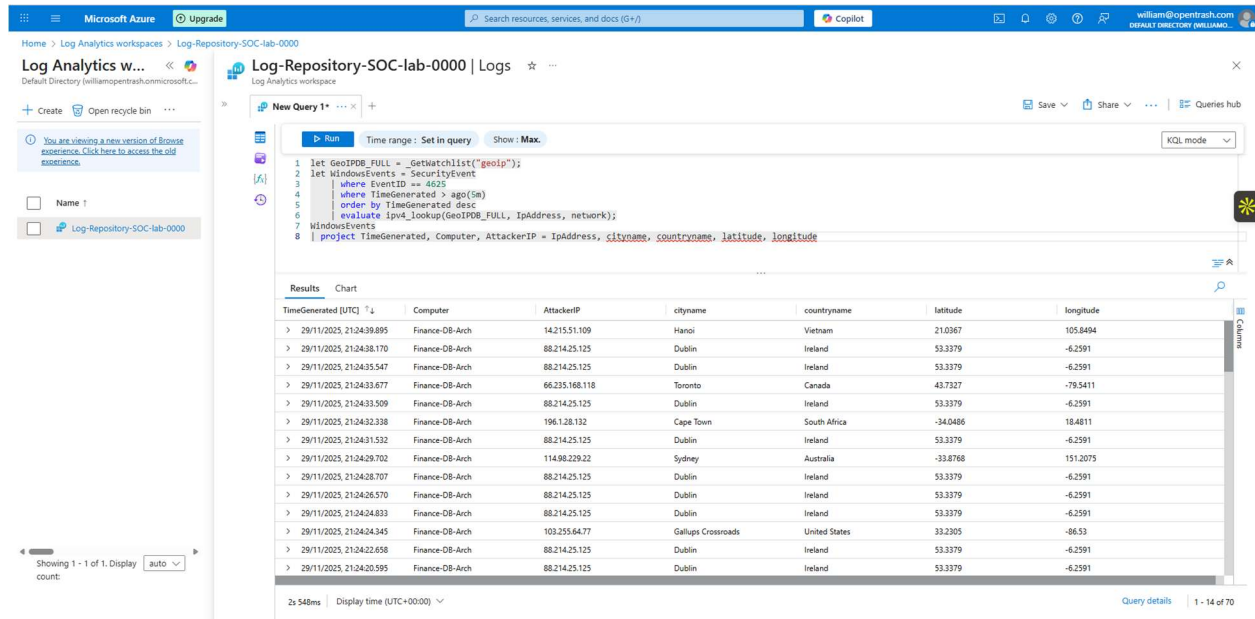 Microsoft Azure
Upgrade
Search resources, services, and docs (G+/)
Copilot
william@opentrash.com
DEFAULT DIRECTORY (WILLIAMO...
Home > Log Analytics workspaces > Log-Repository-SOC-lab-0000
Log Analytics w...
Default Directory (williamopentrash.onmicrosoft.c...
+ Create Open recycle bin ...
You are viewing a new version of Browse
experience. Click here to access the old
experience.
Name ↑
Log-Repository-SOC-lab-0000
Showing 1 - 1 of 1. Display auto
count:
Log-Repository-SOC-lab-0000 | Logs
Log Analytics workspace
New Query 1* ... × +
Save Share ... Queries hub
Run Time range : Set in query Show : Max. KQL mode
1 let GeoIPDB_FULL = _GetWatchlist("geoip");
2 let WindowsEvents = SecurityEvent
3 | where EventID == 4625
4 | where TimeGenerated > ago(5m)
5 | order by TimeGenerated desc
6 | evaluate ipv4_lookup(GeoIPDB_FULL, IpAddress, network);
7 WindowsEvents
8 | project TimeGenerated, Computer, AttackerIP = IpAddress, cityname, countryname, latitude, longitude
Results Chart
TimeGenerated [UTC] ↑↓ Computer AttackerIP cityname countryname latitude longitude
> 29/11/2025, 21:24:39.895 Finance-DB-Arch 14.215.51.109 Hanoi Vietnam 21.0367 105.8494
> 29/11/2025, 21:24:38.170 Finance-DB-Arch 88.214.25.125 Dublin Ireland 53.3379 -6.2591
> 29/11/2025, 21:24:35.547 Finance-DB-Arch 88.214.25.125 Dublin Ireland 53.3379 -6.2591
> 29/11/2025, 21:24:33.677 Finance-DB-Arch 66.235.168.118 Toronto Canada 43.7327 -79.5411
> 29/11/2025, 21:24:33.509 Finance-DB-Arch 88.214.25.125 Dublin Ireland 53.3379 -6.2591
> 29/11/2025, 21:24:32.338 Finance-DB-Arch 196.1.28.132 Cape Town South Africa -34.0486 18.4811
> 29/11/2025, 21:24:31.532 Finance-DB-Arch 88.214.25.125 Dublin Ireland 53.3379 -6.2591
> 29/11/2025, 21:24:29.702 Finance-DB-Arch 114.98.229.22 Sydney Australia -33.8768 151.2075
> 29/11/2025, 21:24:28.707 Finance-DB-Arch 88.214.25.125 Dublin Ireland 53.3379 -6.2591
> 29/11/2025, 21:24:26.570 Finance-DB-Arch 88.214.25.125 Dublin Ireland 53.3379 -6.2591
> 29/11/2025, 21:24:24.833 Finance-DB-Arch 88.214.25.125 Dublin Ireland 53.3379 -6.2591
> 29/11/2025, 21:24:24.345 Finance-DB-Arch 103.255.64.77 Gallups Crossroads United States 33.2305 -86.53
> 29/11/2025, 21:24:22.658 Finance-DB-Arch 88.214.25.125 Dublin Ireland 53.3379 -6.2591
> 29/11/2025, 21:24:20.595 Finance-DB-Arch 88.214.25.125 Dublin Ireland 53.3379 -6.2591
Columns
2s 548ms Display time (UTC+00:00) Query details 1 - 14 of 70